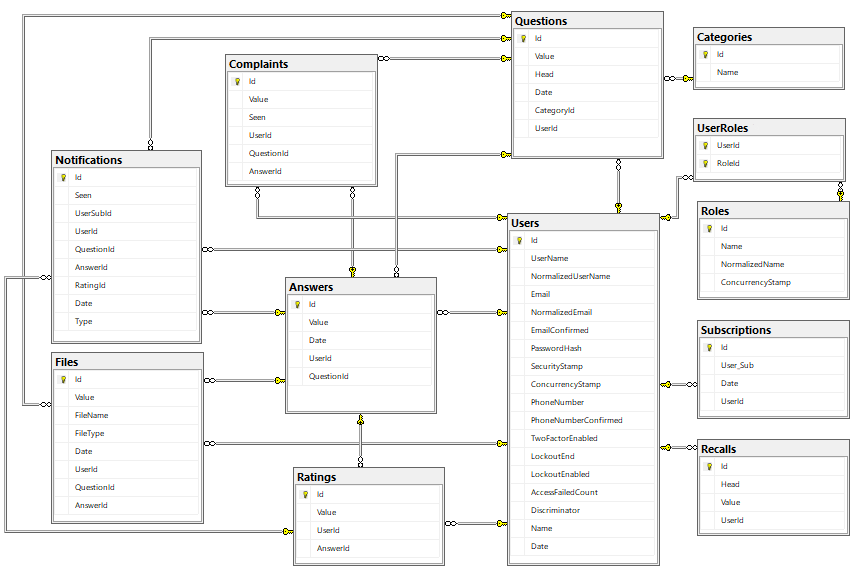 Questions
Id
Value
Head
Date
CategoryId
UserId
Categories
Id
Name
Complaints
Id
Value
Seen
UserId
QuestionId
AnswerId
UserRoles
UserId
RoleId
Notifications
Id
Seen
UserSubId
UserId
QuestionId
AnswerId
RatingId
Date
Type
Roles
Id
Name
NormalizedName
ConcurrencyStamp
Users
Id
UserName
NormalizedUserName
Email
NormalizedEmail
EmailConfirmed
PasswordHash
SecurityStamp
ConcurrencyStamp
PhoneNumber
PhoneNumberConfirmed
TwoFactorEnabled
LockoutEnd
LockoutEnabled
AccessFailedCount
Discriminator
Name
Date
Answers
Id
Value
Date
UserId
QuestionId
Subscriptions
Id
User_Sub
Date
UserId
Files
Id
Value
FileName
FileType
Date
UserId
QuestionId
AnswerId
Recalls
Id
Head
Value
UserId
Ratings
Id
Value
UserId
AnswerId